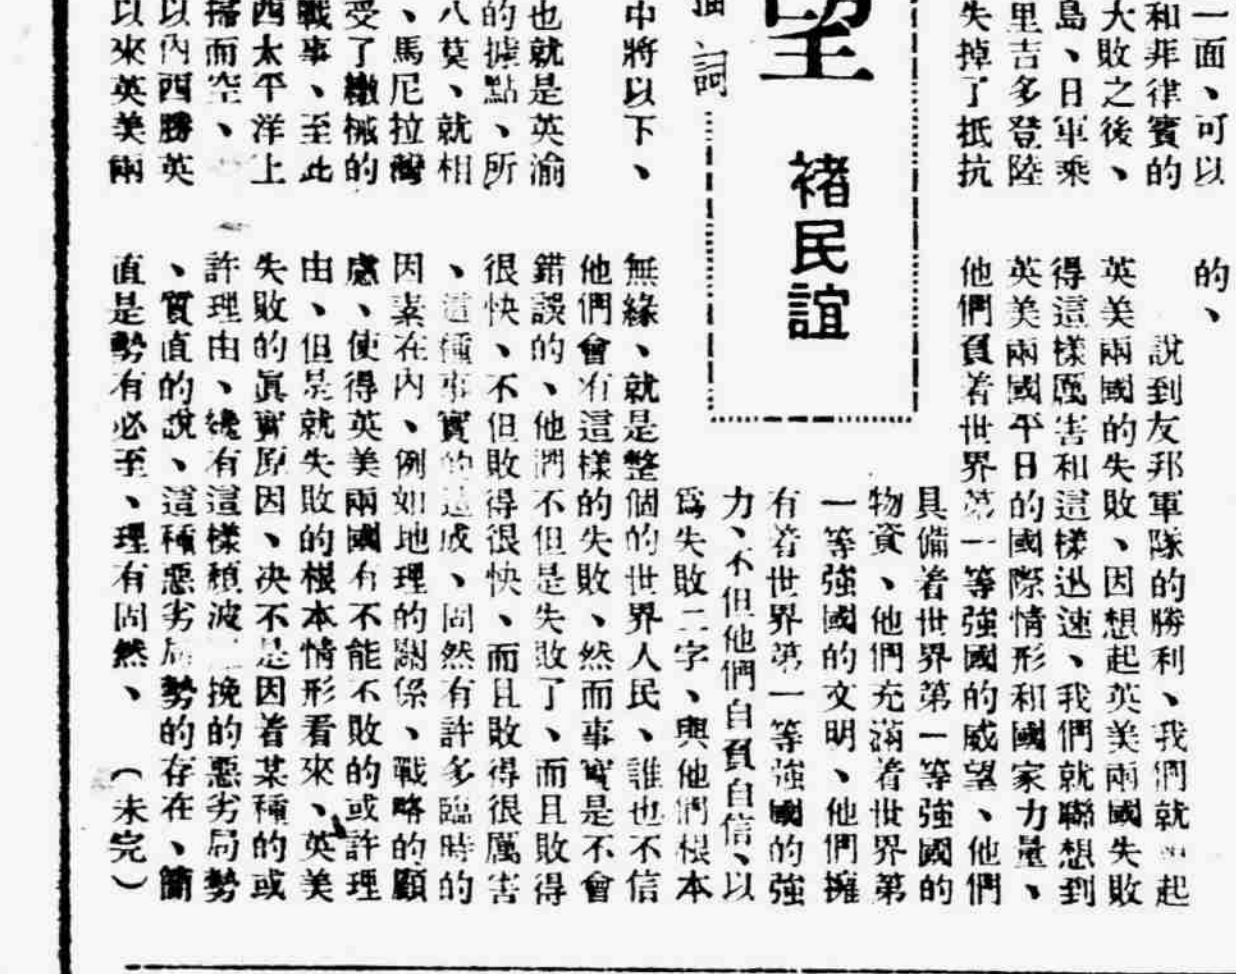 一面、可以
和非律賓的
大敗之後、
島、日軍乘
里吉多登陸
失掉了抵抗
望
褚民誼
詞
中將以下、
也就是英渝
的據點、所
八莫、就相
、馬尼拉灣
受了繳械的
戰事、至此
西太平洋上
掃而空、
以內西勝英
以來英美兩
的、
說到友邦軍隊的勝利、我們就起
英美兩國的失敗、因想起英美兩國失敗
得這樣厲害和這樣迅速、我們就聯想到
英美兩國平日的國際情形和國家力量、
他們負着世界第一等強國的威望、他們
具備着世界第一等強國的
物資、他們充滿着世界第
一等強國的文明、他們擁
有着世界第一等強國的強
力、不但他們自負自信、以
爲失敗二字、與他們根本
無緣、就是整個的世界人民、誰也不信
他們會有這樣的失敗、然而事實是不會
錯誤的、他們不但是失敗了、而且敗得
很快、不但敗得很快、而且敗得很厲害
、這種事實的造成、固然有許多臨時的
因素在內、例如地理的關係、戰略的顧
慮、使得英美兩國有不能不敗的或許理
由、但是就失敗的根本情形看來、英美
失敗的眞實原因、决不是因着某種的或
許理由、纔有這樣頹波挽的惡劣局勢
、質直的說、這種惡劣局勢的存在、簡
直是勢有必至、理有固然、 (未完)